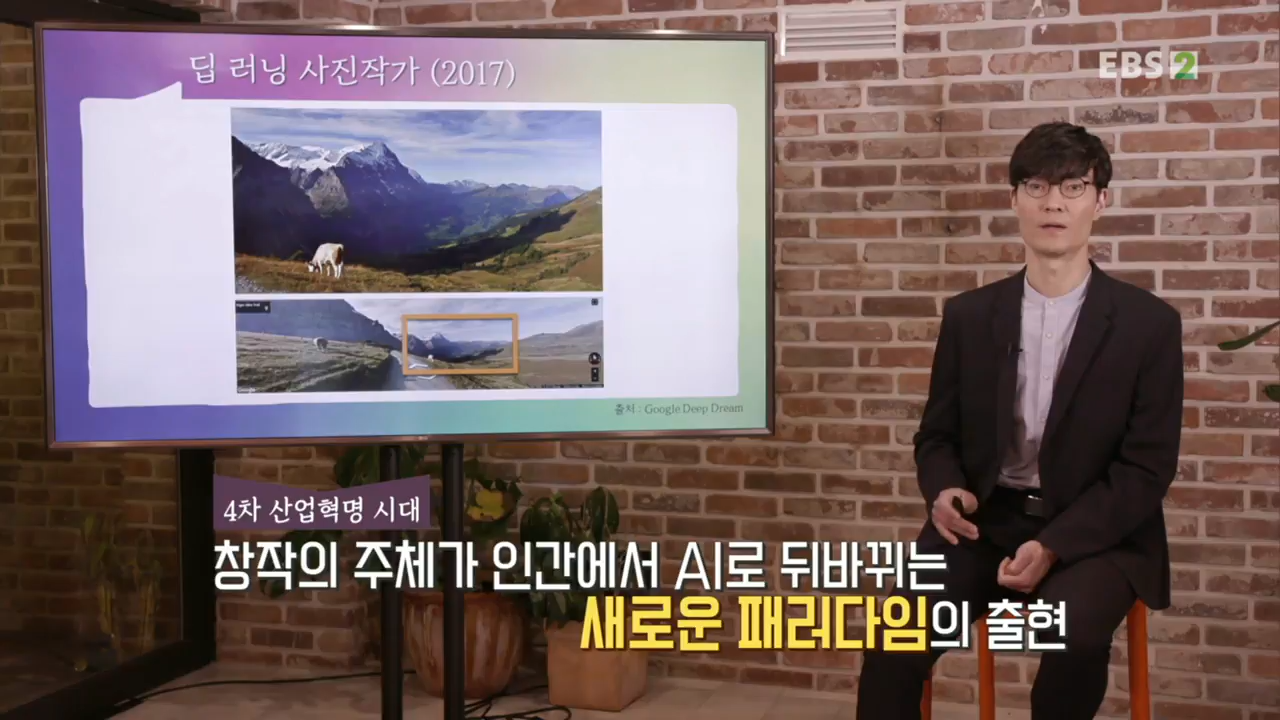 딥 러닝 사진작가 (2017)
EBS 2
Google
출처 : Google Deep Dream
4차 산업혁명 시대
창작의 주체가 인간에서 AI로 뒤바뀌는
새로운 패러다임의 출현